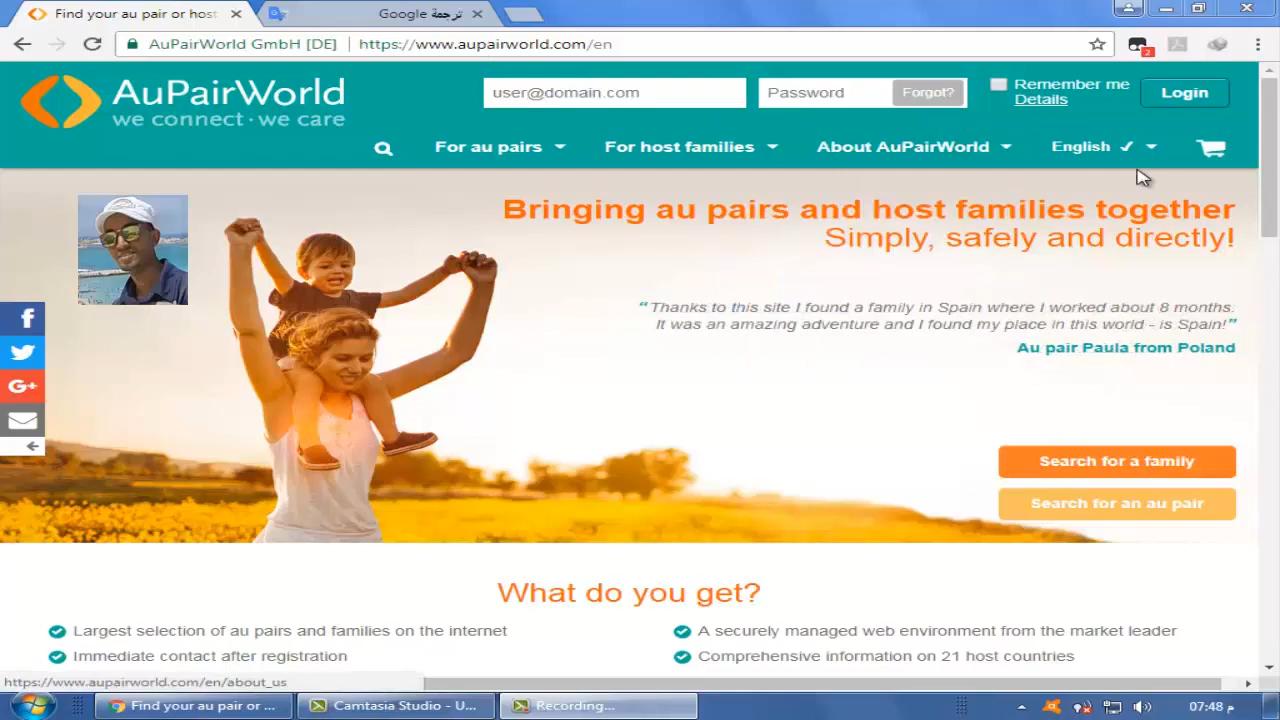 Find your au pair or host
ترجمة Google
AuPairWorld GmbH [DE]
https://www.aupairworld.com/en
2
AuPairWorld
we connect · we care
user@domain.com
Password
Forgot?
Remember me
Details
Login
For au pairs
For host families
About AuPairWorld
English
Bringing au pairs and host families together
Simply, safely and directly!
“Thanks to this site I found a family in Spain where I worked about 8 months.
It was an amazing adventure and I found my place in this world - is Spain!”
Au pair Paula from Poland
f
G+
Search for a family
Search for an au pair
What do you get?
Largest selection of au pairs and families on the internet
A securely managed web environment from the market leader
Immediate contact after registration
Comprehensive information on 21 host countries
https://www.aupairworld.com/en/about_us
Find your au pair or ...
Camtasia Studio - U...
Recording...
07:48 م